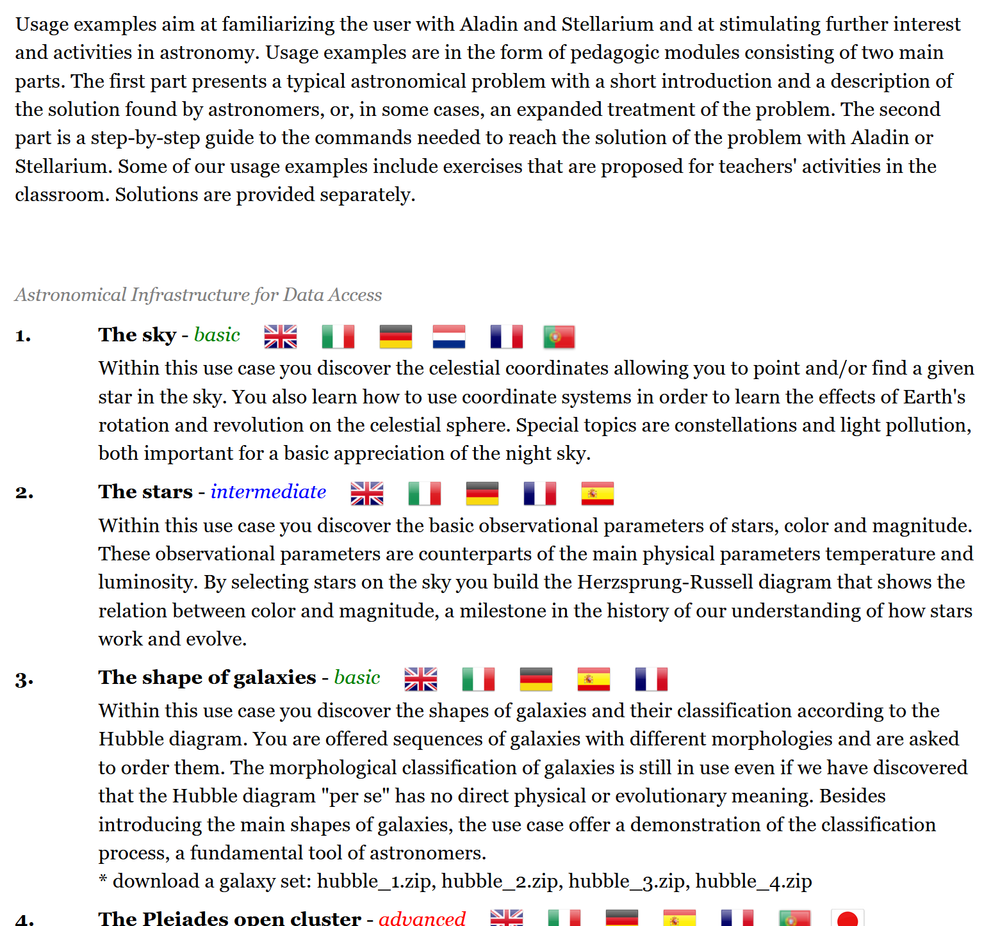 Usage examples aim at familiarizing the user with Aladin and Stellarium and at stimulating further interest
and activities in astronomy. Usage examples are in the form of pedagogic modules consisting of two main
parts. The first part presents a typical astronomical problem with a short introduction and a description of
the solution found by astronomers, or, in some cases, an expanded treatment of the problem. The second
part is a step-by-step guide to the commands needed to reach the solution of the problem with Aladin or
Stellarium. Some of our usage examples include exercises that are proposed for teachers' activities in the
classroom. Solutions are provided separately.
Astronomical Infrastructure for Data Access
1. The sky - basic
Within this use case you discover the celestial coordinates allowing you to point and/or find a given
star in the sky. You also learn how to use coordinate systems in order to learn the effects of Earth's
rotation and revolution on the celestial sphere. Special topics are constellations and light pollution,
both important for a basic appreciation of the night sky.
2. The stars - intermediate
Within this use case you discover the basic observational parameters of stars, color and magnitude.
These observational parameters are counterparts of the main physical parameters temperature and
luminosity. By selecting stars on the sky you build the Herzsprung-Russell diagram that shows the
relation between color and magnitude, a milestone in the history of our understanding of how stars
work and evolve.
3. The shape of galaxies - basic
Within this use case you discover the shapes of galaxies and their classification according to the
Hubble diagram. You are offered sequences of galaxies with different morphologies and are asked
to order them. The morphological classification of galaxies is still in use even if we have discovered
that the Hubble diagram "per se" has no direct physical or evolutionary meaning. Besides
introducing the main shapes of galaxies, the use case offer a demonstration of the classification
process, a fundamental tool of astronomers.
* download a galaxy set: hubble_1.zip, hubble_2.zip, hubble_3.zip, hubble_4.zip
4. The Pleiades open cluster - advanced